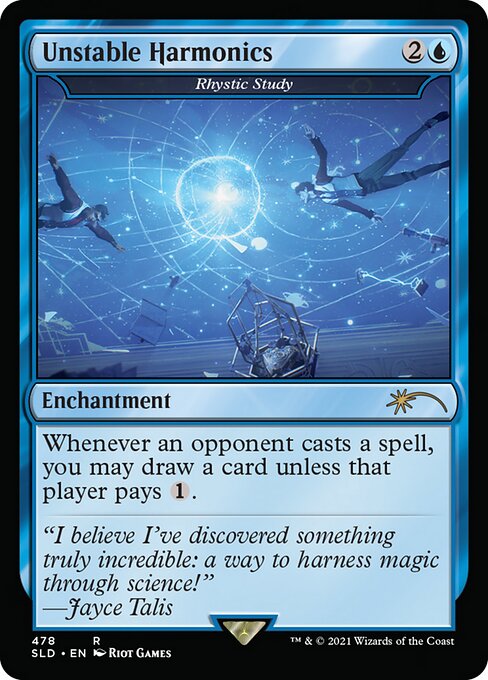 Unstable Harmonics 2
Rhystic Study
Enchantment
Whenever an opponent casts a spell,
you may draw a card unless that
player pays 1.
“I believe I’ve discovered something
truly incredible: a way to harness magic
through science!”
—Jayce Talis
478 R
SLD • EN Riot Games ™ & © 2021 Wizards of the Coast